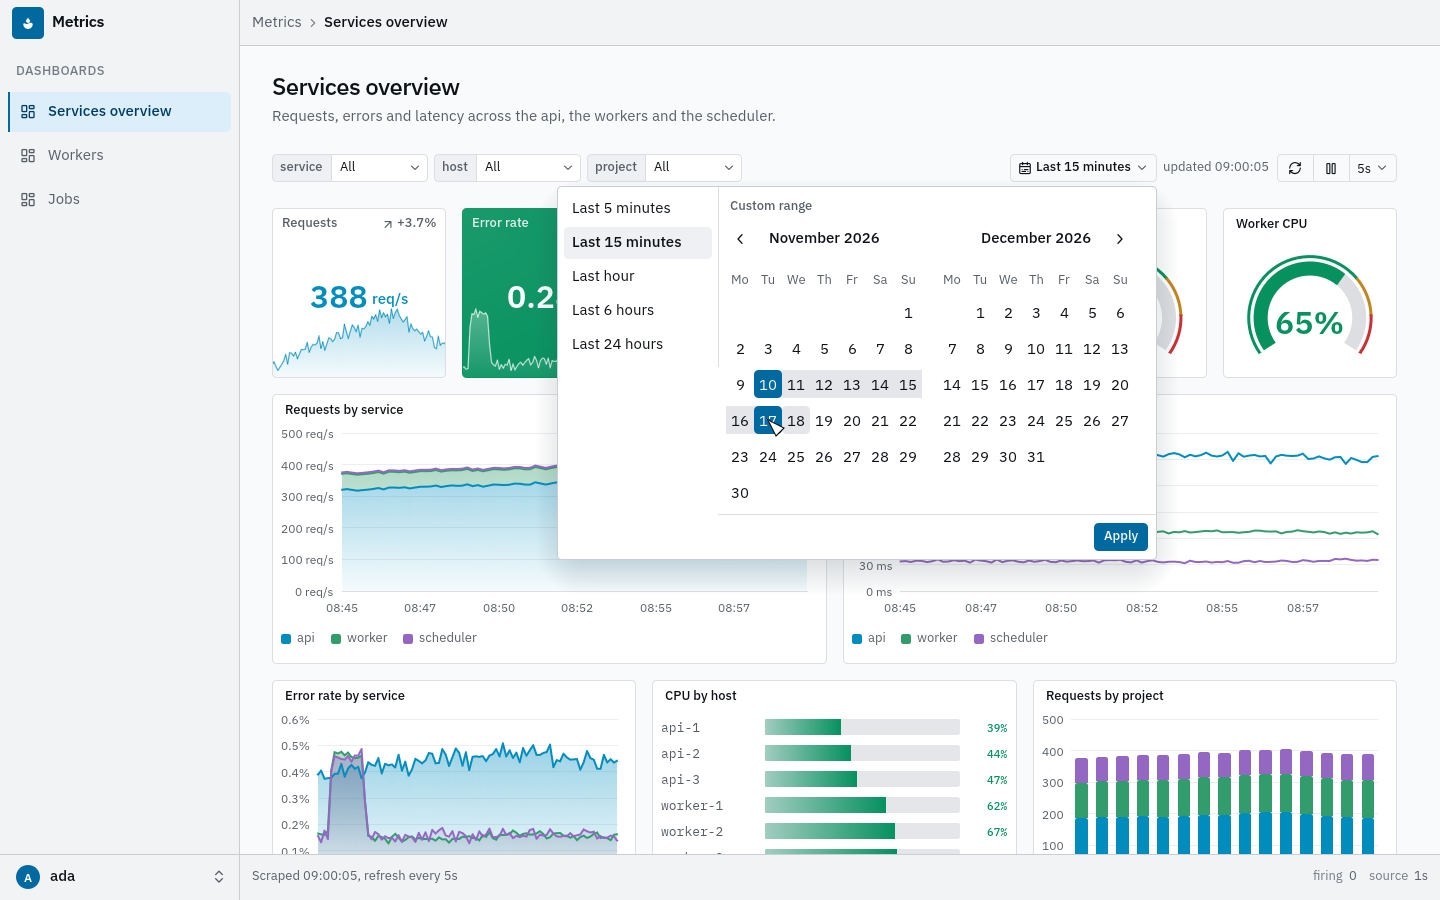 Metrics
Metrics > Services overview
DASHBOARDS
Services overview
Workers
Jobs
Services overview
Requests, errors and latency across the api, the workers and the scheduler.
service All
host All
project All
Last 15 minutes
updated 09:00:05
5s
Last 5 minutes
Last 15 minutes
Last hour
Last 6 hours
Last 24 hours
Custom range
November 2026
Mo Tu We Th Fr Sa Su
1
2 3 4 5 6 7 8
9 10 11 12 13 14 15
16 17 18 19 20 21 22
23 24 25 26 27 28 29
30
December 2026
Mo Tu We Th Fr Sa Su
1 2 3 4 5 6
7 8 9 10 11 12 13
14 15 16 17 18 19 20
21 22 23 24 25 26 27
28 29 30 31
Apply
Requests
+3.7%
388 req/s
Error rate
Worker CPU
65%
Requests by service
500 req/s
400 req/s
300 req/s
200 req/s
100 req/s
0 req/s
08:45 08:47 08:50 08:52 08:55 08:57
api worker scheduler
30 ms
0 ms
08:45 08:47 08:50 08:52 08:55 08:57
api worker scheduler
Error rate by service
0.6%
0.5%
0.4%
0.3%
0.2%
0.1%
CPU by host
api-1 39%
api-2 44%
api-3 47%
worker-1 62%
worker-2 67%
Requests by project
500
400
300
200
100
A ada
Scraped 09:00:05, refresh every 5s
firing 0 source 1s